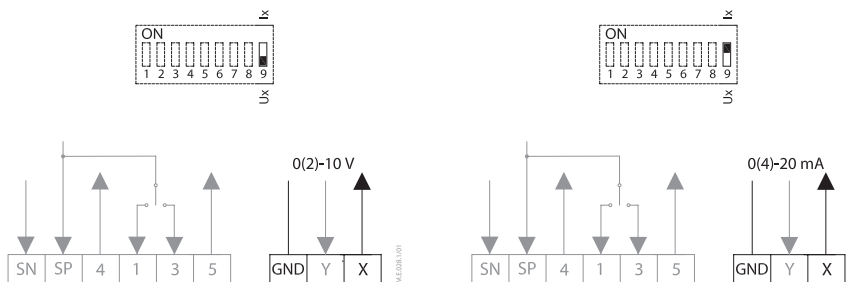 Ix
ON
1 2 3 4 5 6 7 8 9
Ux
0(2)-10 V
SN SP 4 1 3 5 GND Y X
Ix
ON
1 2 3 4 5 6 7 8 9
Ux
0(4)-20 mA
SN SP 4 1 3 5 GND Y X